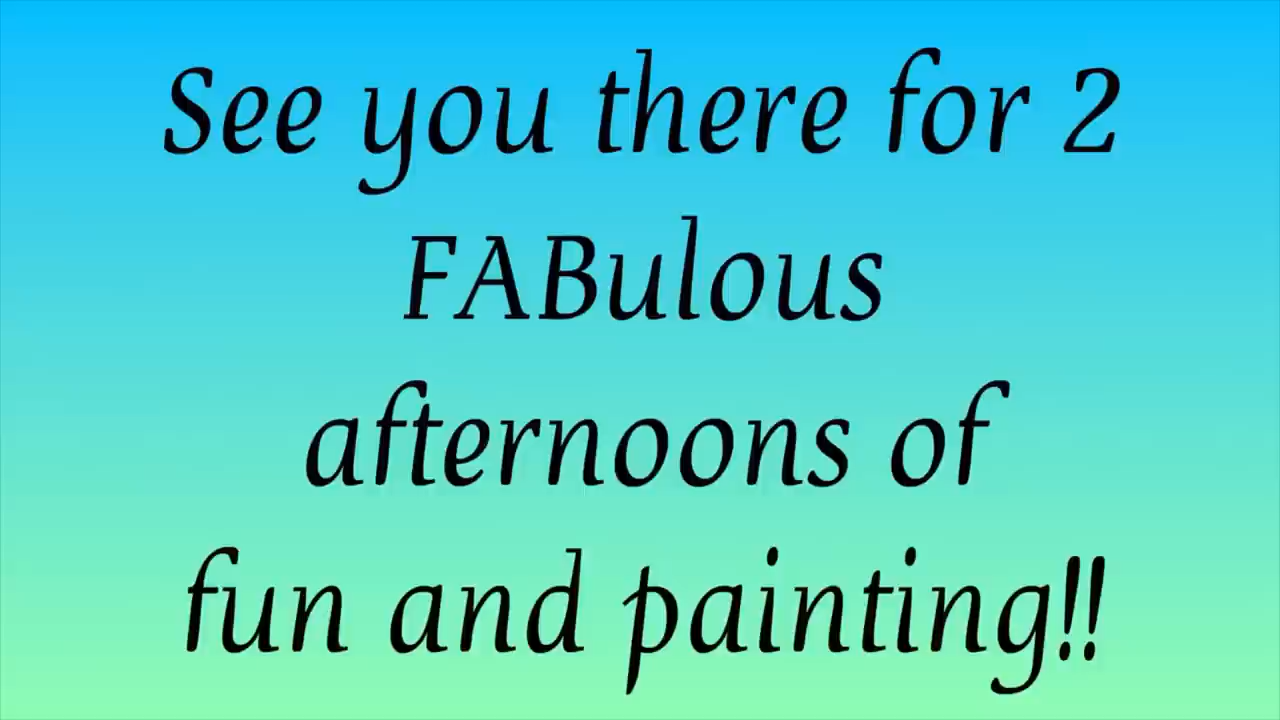 See you there for 2
FABulous
afternoons of
fun and painting!!